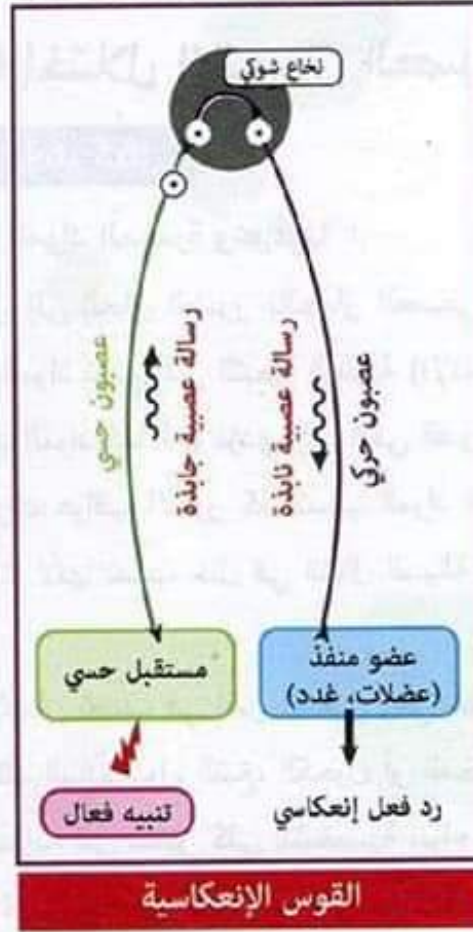 نخاع شوكي
عصبون حسي
رسالة عصبية جابذة
رسالة عصبية نابذة
عصبون حركي
عضو منفذ
(عضلات، غدد)
مستقبل حسي
رد فعل إنعكاسي
تنبيه فعال
القوس الإنعكاسية